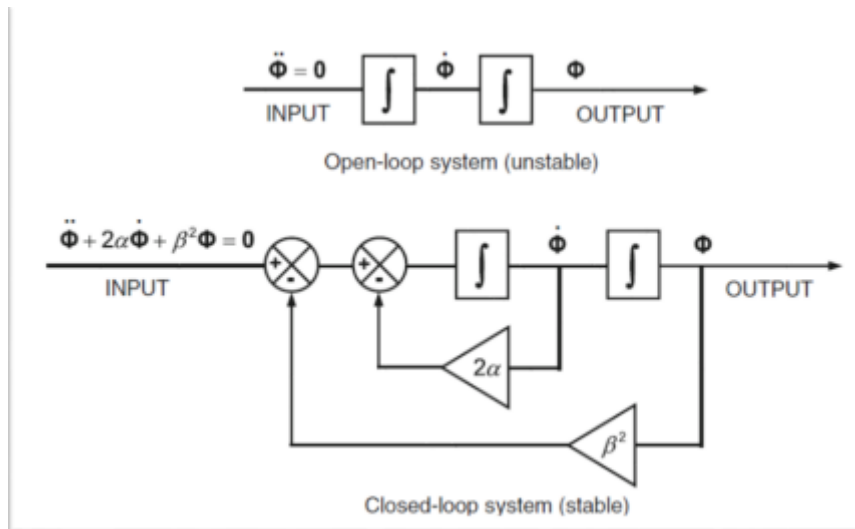 Φ̈ = 0 ∫ Φ̇ ∫ Φ
INPUT OUTPUT
Open-loop system (unstable)
Φ̈ + 2αΦ̇ + β²Φ = 0 + - + - ∫ Φ̇ ∫ Φ
INPUT OUTPUT
2α
β²
Closed-loop system (stable)